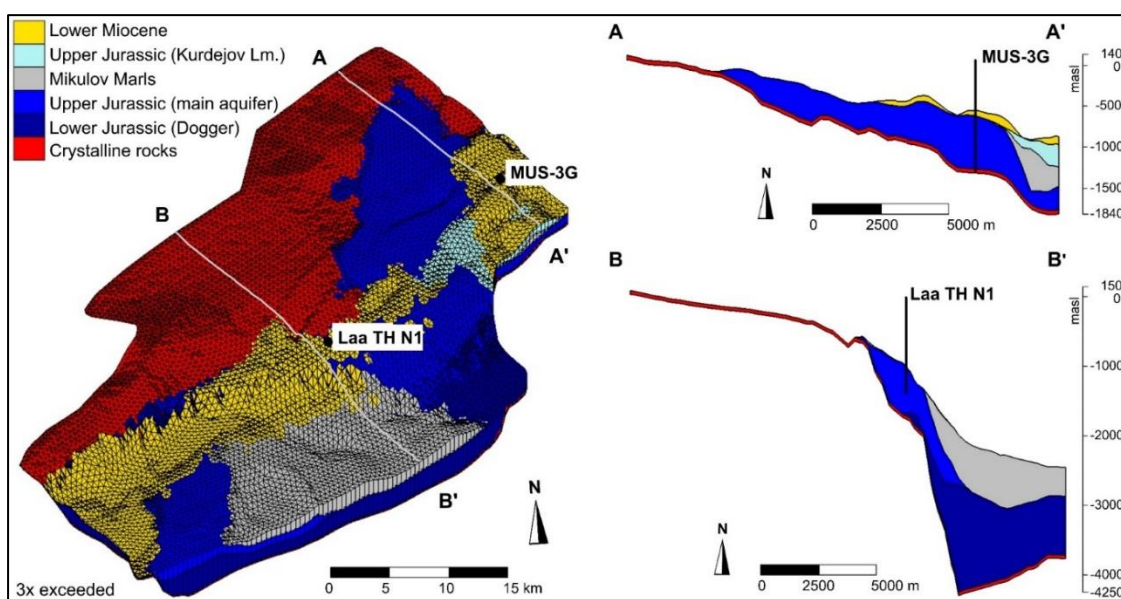 Lower Miocene
Upper Jurassic (Kurdejov Lm.)
Mikulov Marls
Upper Jurassic (main aquifer)
Lower Jurassic (Dogger)
Crystalline rocks
A
MUS-3G
B
A'
Laa TH N1
B'
N
3x exceeded
0 5 10 15 km
A
A'
MUS-3G
masl
140
0
-500
-1000
-1500
-1840
N
0 2500 5000 m
B
B'
Laa TH N1
masl
150
0
-1000
-2000
-3000
-4000
-4250
N
0 2500 5000 m